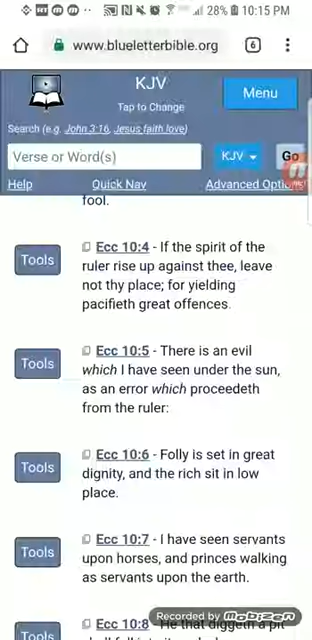 28% 10:15 PM
www.blueletterbible.org
6
KJV
Tap to Change
Menu
Search (e.g. John 3:16, Jesus faith love)
Verse or Word(s)
KJV
Go
Help
Quick Nav
Advanced Options
fool.
Tools
Ecc 10:4 - If the spirit of the
ruler rise up against thee, leave
not thy place; for yielding
pacifieth great offences.
Tools
Ecc 10:5 - There is an evil
which I have seen under the sun,
as an error which proceedeth
from the ruler:
Tools
Ecc 10:6 - Folly is set in great
dignity, and the rich sit in low
place.
Tools
Ecc 10:7 - I have seen servants
upon horses, and princes walking
as servants upon the earth.
Tools
Ecc 10:8 - He that diggeth a pit
Recorded by Mobizen